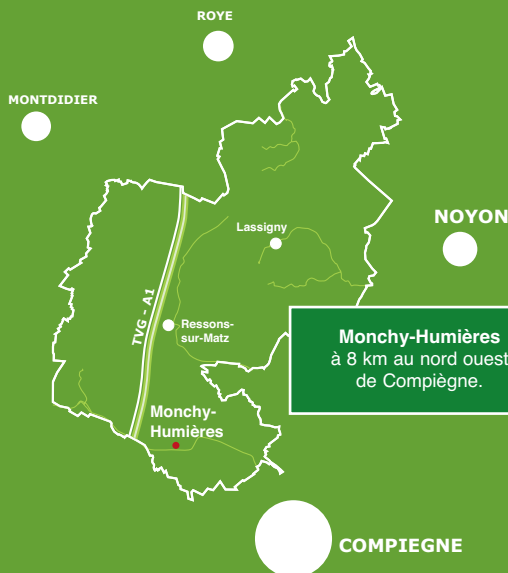 ROYE
MONTDIDIER
NOYON
Lassigny
TVG - A1
Ressons-
sur-Matz
Monchy-Humières
à 8 km au nord ouest
de Compiègne.
Monchy-
Humières
COMPIEGNE